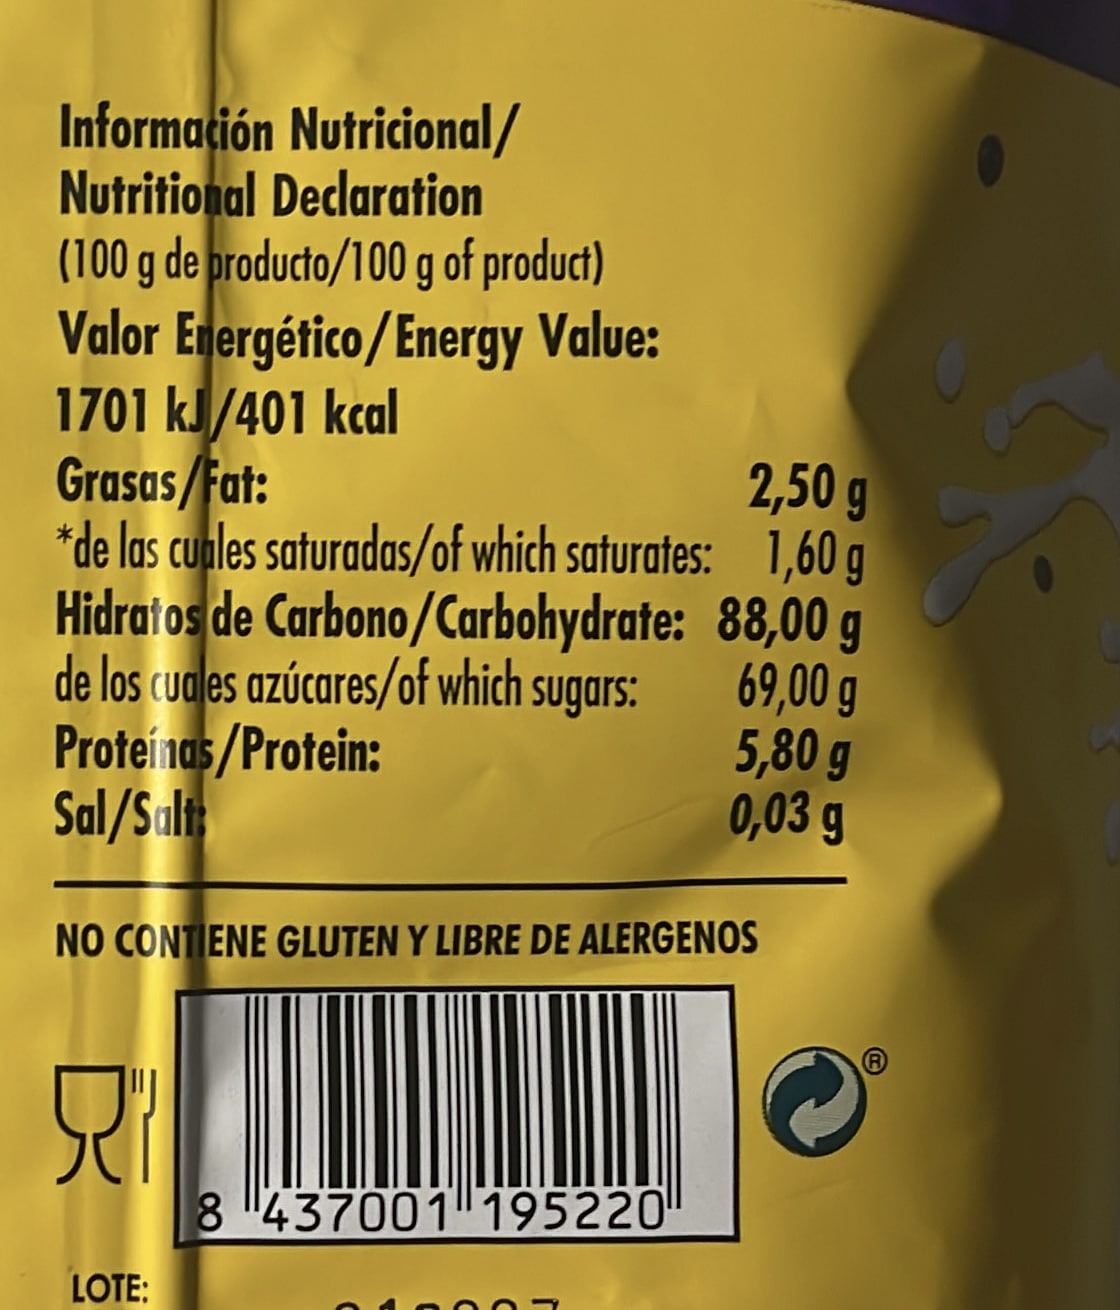 Información Nutricional/
Nutritional Declaration
(100 g de producto/100 g of product)
Valor Energético/Energy Value:
1701 kJ/401 kcal
Grasas/Fat: 2,50 g
*de las cuales saturadas/of which saturates: 1,60 g
Hidratos de Carbono/Carbohydrate: 88,00 g
de los cuales azúcares/of which sugars: 69,00 g
Proteínas/Protein: 5,80 g
Sal/Salt: 0,03 g
NO CONTIENE GLUTEN Y LIBRE DE ALERGENOS
®
8 437001 195220
LOTE: